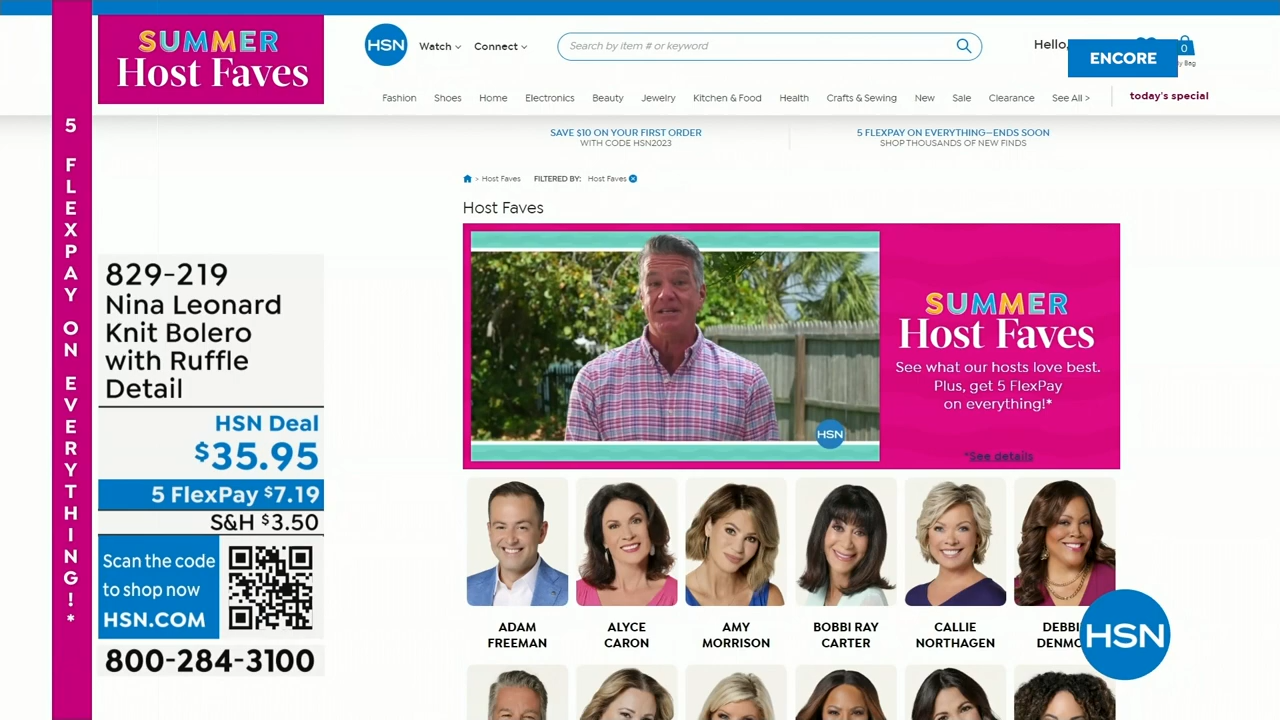 SUMMER
Host Faves
5 FLEXPAY ON EVERYTHING!*
829-219
Nina Leonard
Knit Bolero
with Ruffle
Detail
HSN Deal
$35.95
5 FlexPay $7.19
S&H $3.50
Scan the code
to shop now
HSN.COM
800-284-3100
HSN
Watch
Connect
Search by item # or keyword
Hello,
ENCORE
0
Bag
Fashion
Shoes
Home
Electronics
Beauty
Jewelry
Kitchen & Food
Health
Crafts & Sewing
New
Sale
Clearance
See All >
today's special
SAVE $10 ON YOUR FIRST ORDER
WITH CODE HSN2023
5 FLEXPAY ON EVERYTHING—ENDS SOON
SHOP THOUSANDS OF NEW FINDS
> Host Faves
FILTERED BY: Host Faves
Host Faves
HSN
SUMMER
Host Faves
See what our hosts love best.
Plus, get 5 FlexPay
on everything!*
*See details
ADAM
FREEMAN
ALYCE
CARON
AMY
MORRISON
BOBBI RAY
CARTER
CALLIE
NORTHAGEN
HSN